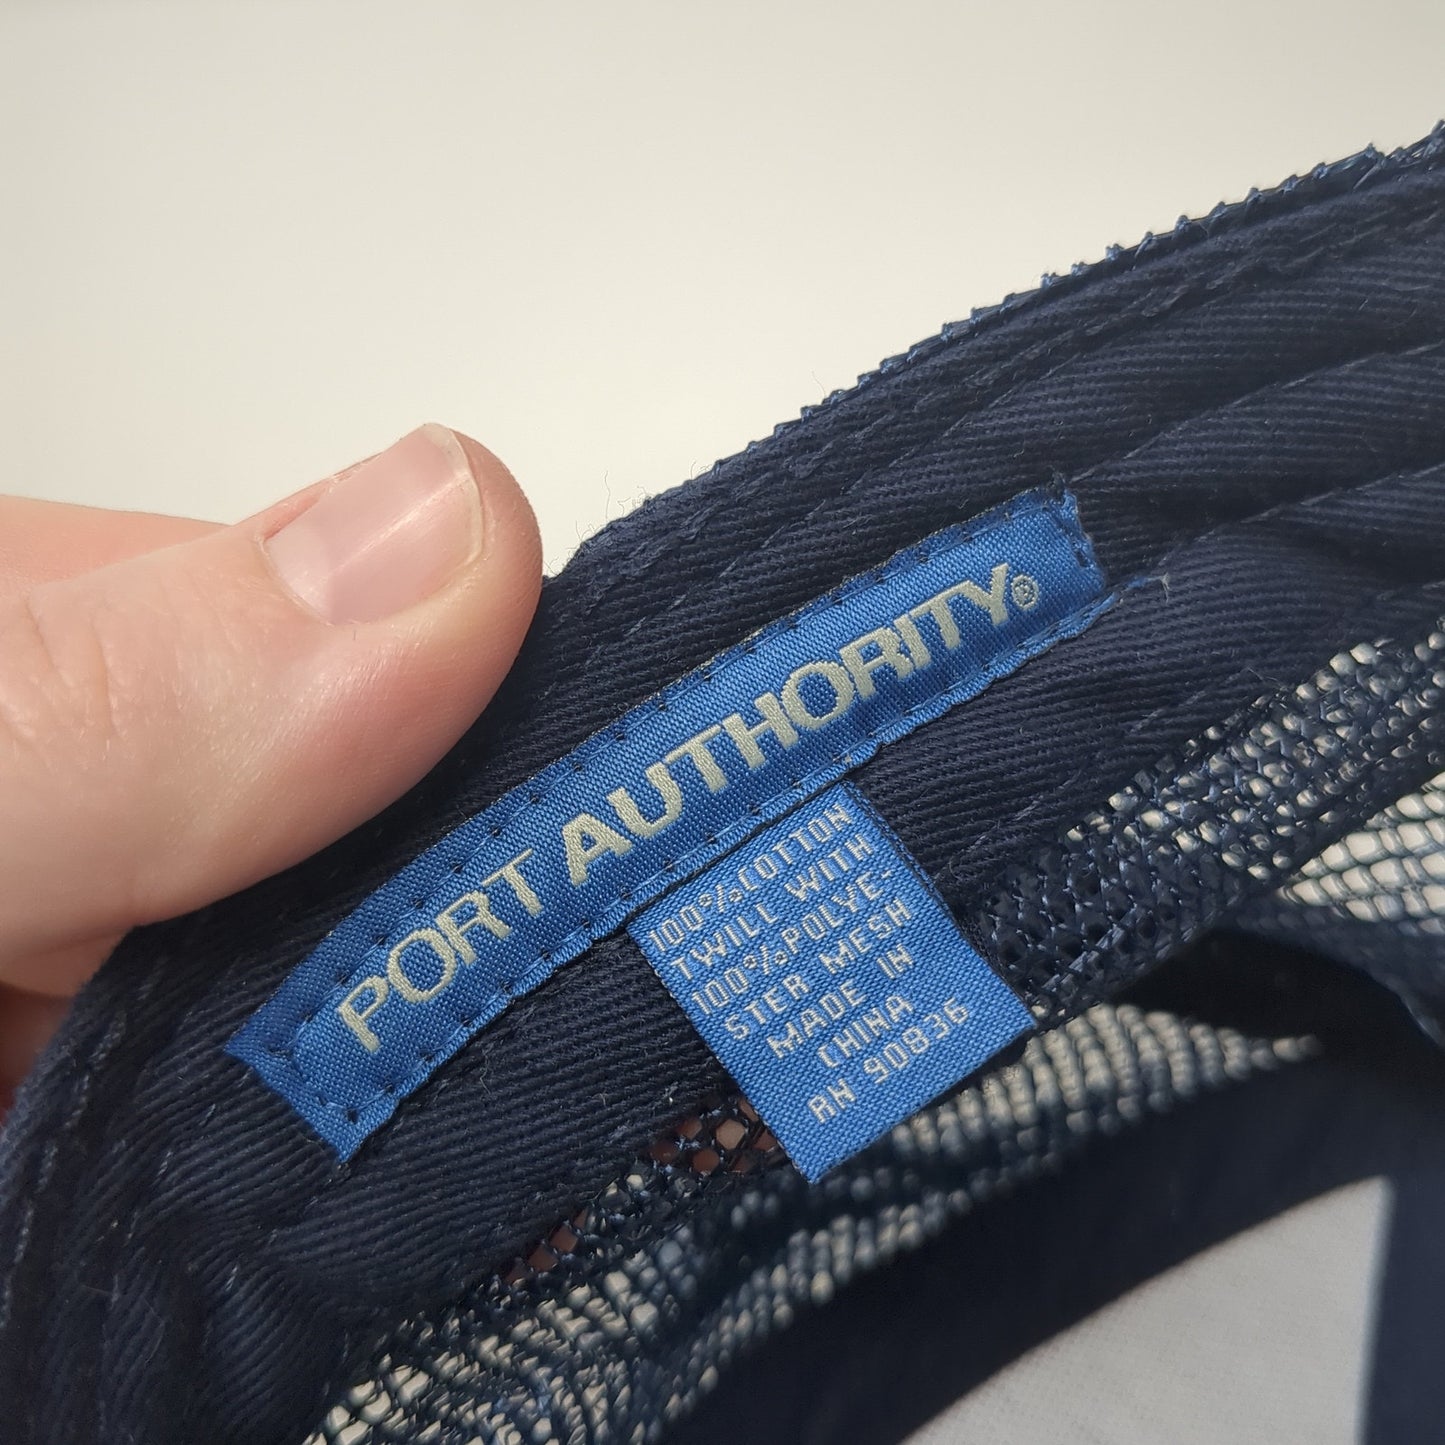 PORT AUTHORITY®
100% COTTON
TWILL WITH
100% POLYE-
STER MESH
MADE IN
CHINA
RN 90836